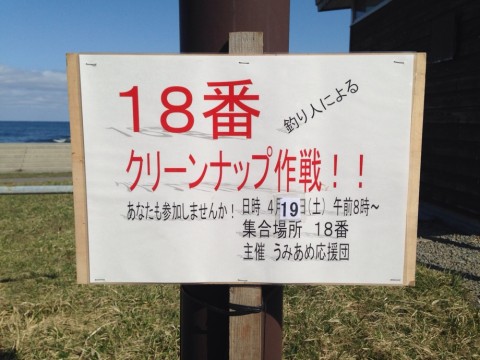 18番
釣り人による
クリーンナップ作戦！！
あなたも参加しませんか！ 日時 4月19日(土) 午前8時～
集合場所 18番
主催 うみあめ応援団